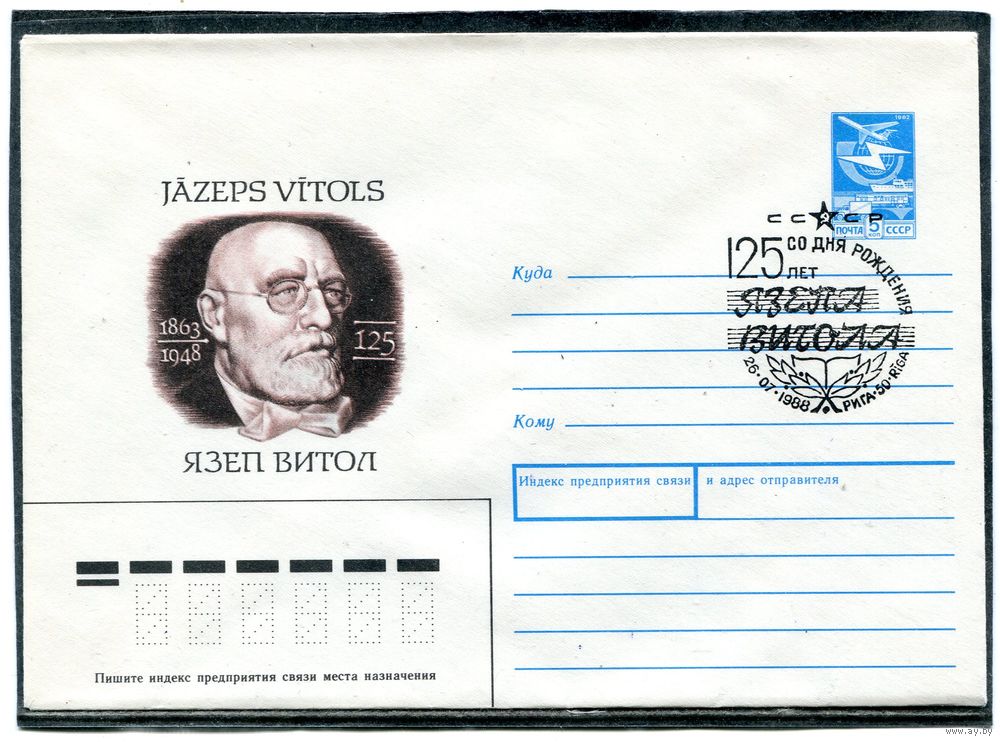 JĀZEPS VĪTOLS
1863
1948
125
ЯЗЕП ВИТОЛ
1982
ПОЧТА 5 КОП СССР
СССР
125 ЛЕТ СО ДНЯ РОЖДЕНИЯ
ЯЗЕПА
ВИТОЛА
26·07·1988 РИГА·50·RĪGA
Куда
Кому
Индекс предприятия связи и адрес отправителя
Пишите индекс предприятия связи места назначения
www.ay.by